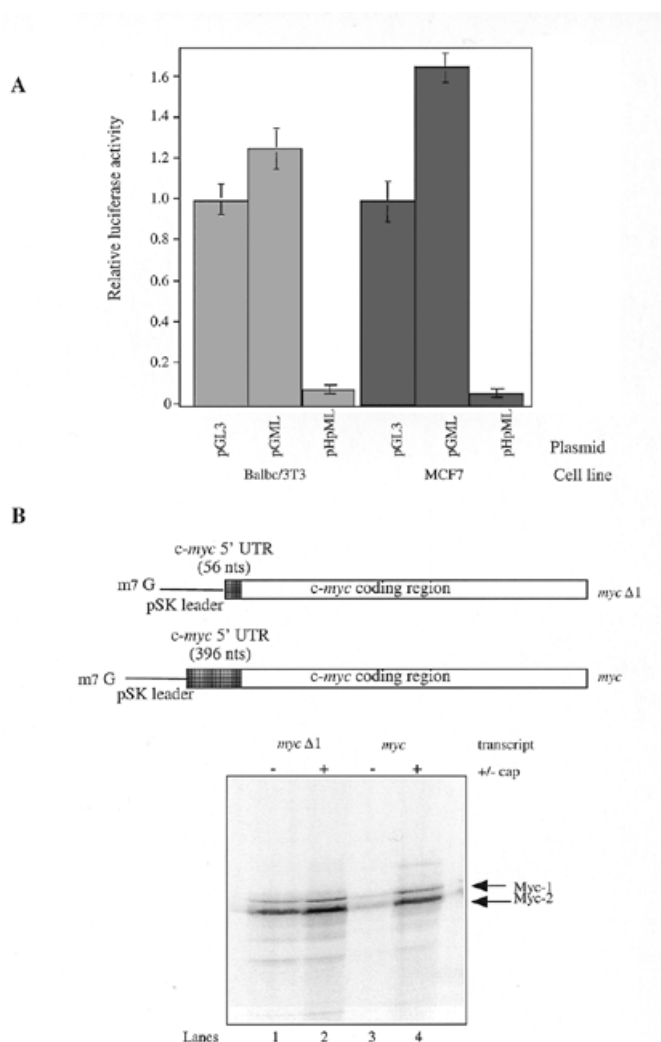 A
Relative luciferase activity
1.6
1.4
1.2
1.0
0.8
0.6
0.4
0.2
0
pGL3
pGML
pHpML
pGL3
pGML
pHpML
Plasmid
Balbc/3T3
MCF7
Cell line
B
c-myc 5' UTR
(56 nts)
m7 G
pSK leader
c-myc coding region
myc Δ1
c-myc 5' UTR
(396 nts)
m7 G
pSK leader
c-myc coding region
myc
myc Δ1
myc
transcript
- + - +
+/- cap
Myc-1
Myc-2
Lanes 1 2 3 4